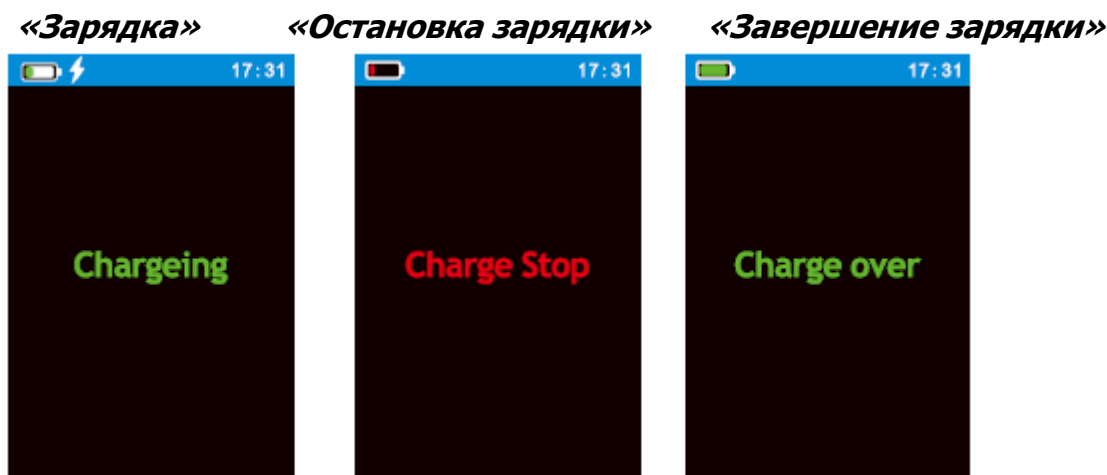 «Зарядка» «Остановка зарядки» «Завершение зарядки»
17:31 17:31 17:31
Chargeing Charge Stop Charge over